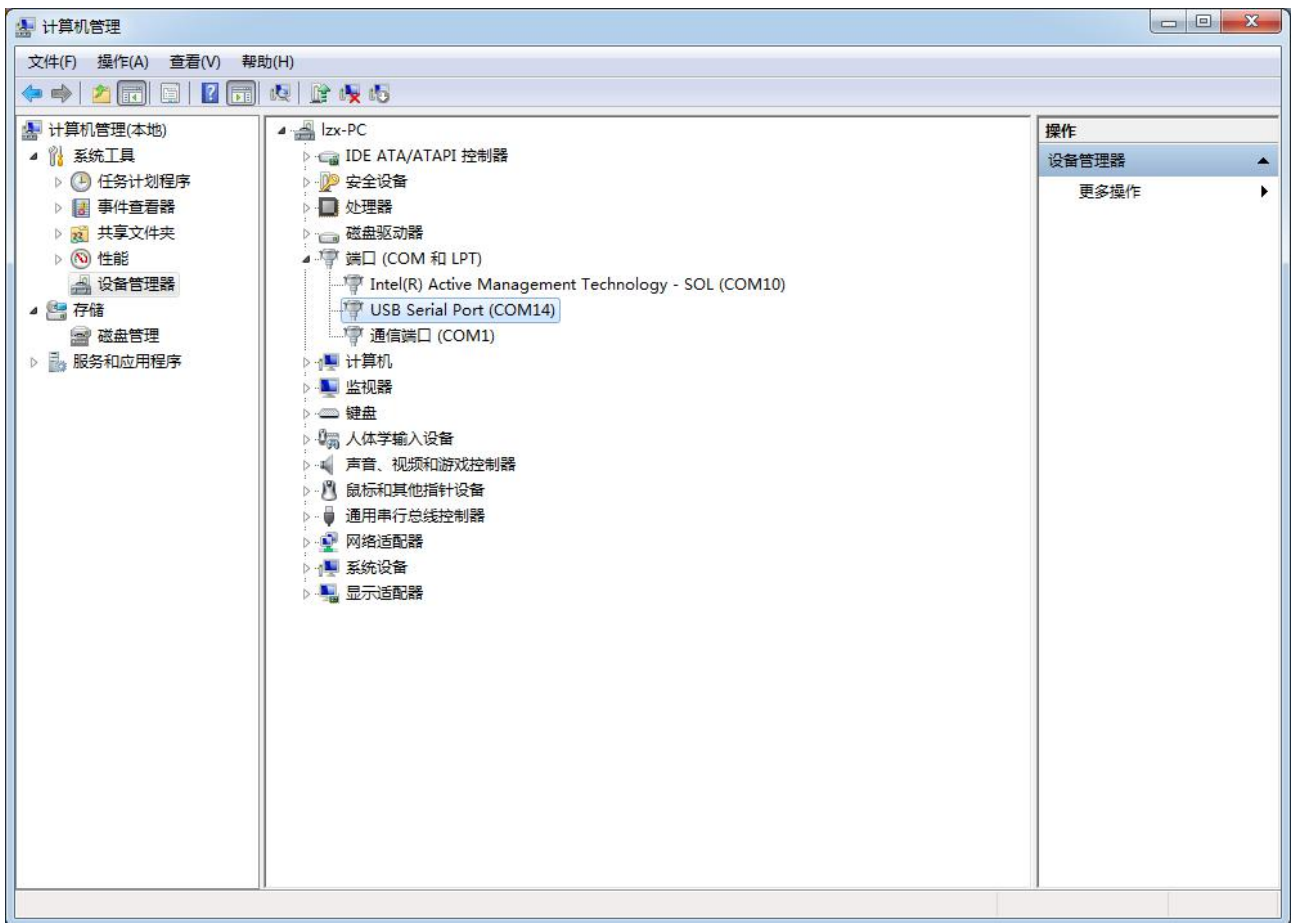 计算机管理
文件(F) 操作(A) 查看(V) 帮助(H)
计算机管理(本地)
系统工具
任务计划程序
事件查看器
共享文件夹
性能
设备管理器
存储
磁盘管理
服务和应用程序
lzx-PC
IDE ATA/ATAPI 控制器
安全设备
处理器
磁盘驱动器
端口 (COM 和 LPT)
Intel(R) Active Management Technology - SOL (COM10)
USB Serial Port (COM14)
通信端口 (COM1)
计算机
监视器
键盘
人体学输入设备
声音、视频和游戏控制器
鼠标和其他指针设备
通用串行总线控制器
网络适配器
系统设备
显示适配器
操作
设备管理器
更多操作